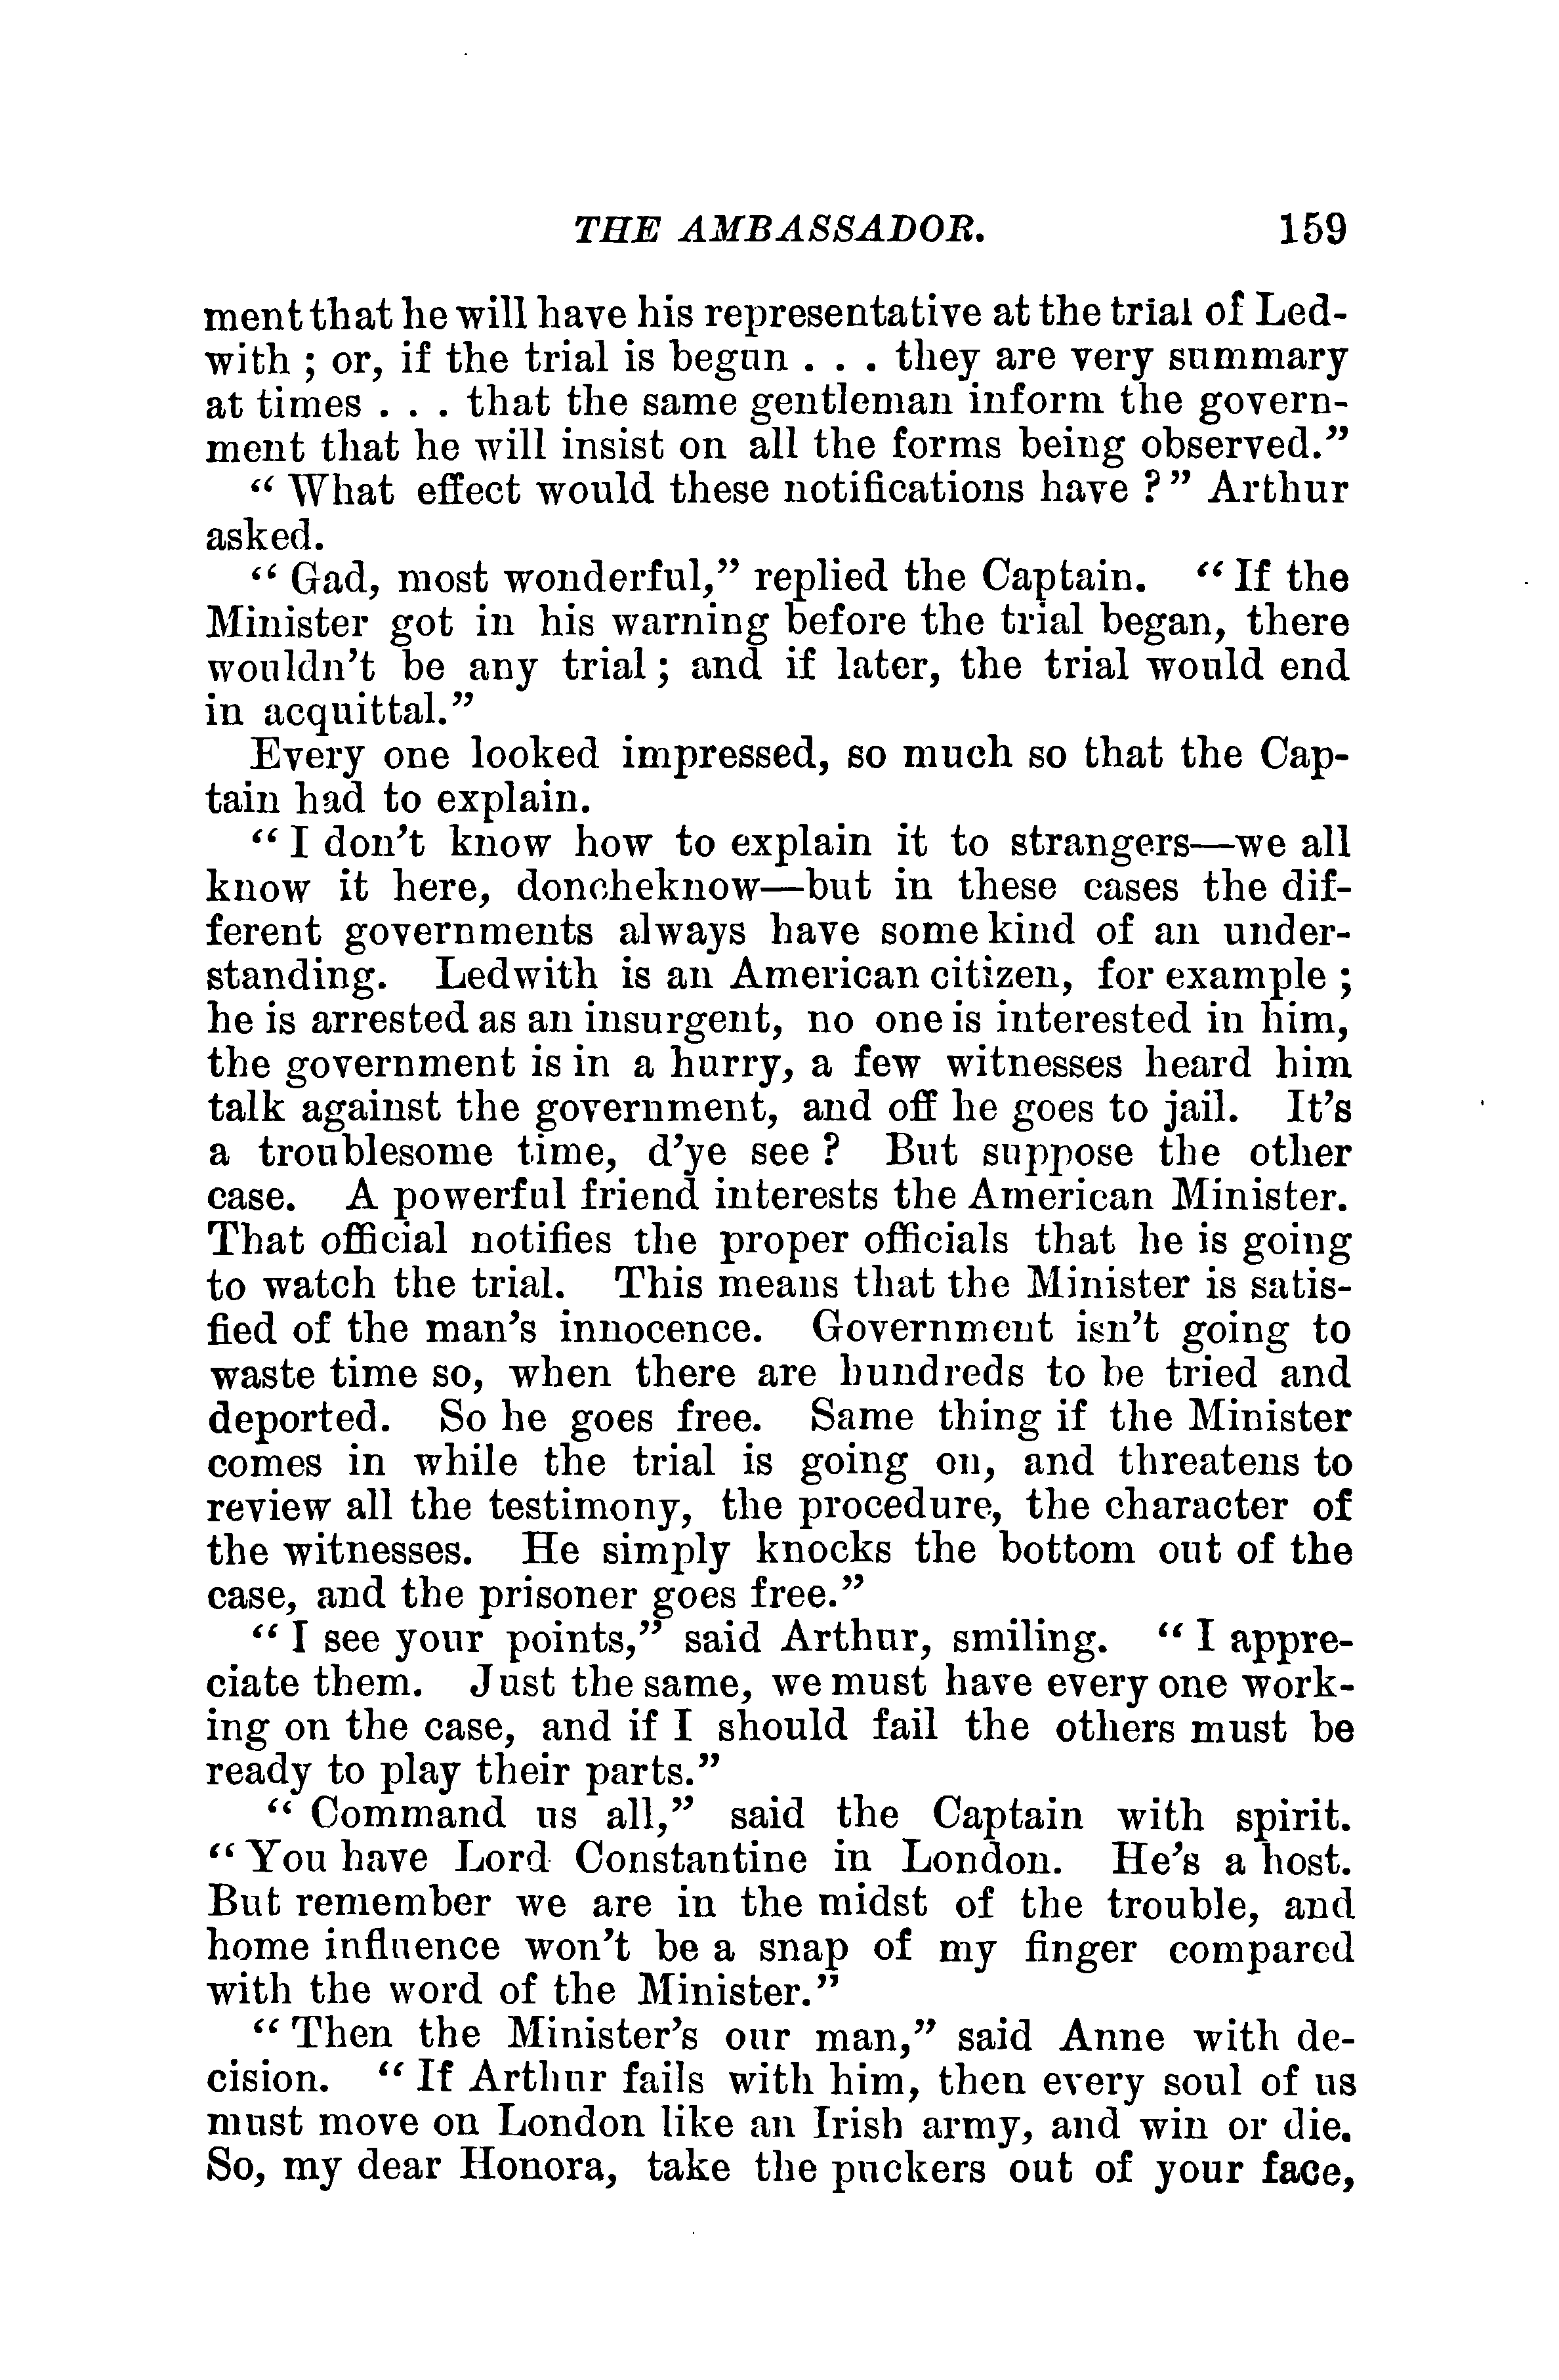 THE AMBASSADOR. 159
ment that he will have his representative at the trial of Led-
with ; or, if the trial is begun . . . they are very summary
at times . . . that the same gentleman inform the govern-
ment that he will insist on all the forms being observed.”
“ What effect would these notifications have ? ” Arthur
asked.
“ Gad, most wonderful,” replied the Captain. “ If the
Minister got in his warning before the trial began, there
wouldn’t be any trial ; and if later, the trial would end
in acquittal.”
Every one looked impressed, so much so that the Cap-
tain had to explain.
“ I don’t know how to explain it to strangers—we all
know it here, doncheknow—but in these cases the dif-
ferent governments always have some kind of an under-
standing. Ledwith is an American citizen, for example ;
he is arrested as an insurgent, no one is interested in him,
the government is in a hurry, a few witnesses heard him
talk against the government, and off he goes to jail. It’s
a troublesome time, d’ye see ? But suppose the other
case. A powerful friend interests the American Minister.
That official notifies the proper officials that he is going
to watch the trial. This means that the Minister is satis-
fied of the man’s innocence. Government isn’t going to
waste time so, when there are hundreds to be tried and
deported. So he goes free. Same thing if the Minister
comes in while the trial is going on, and threatens to
review all the testimony, the procedure, the character of
the witnesses. He simply knocks the bottom out of the
case, and the prisoner goes free.”
“ I see your points,” said Arthur, smiling. “ I appre-
ciate them. Just the same, we must have every one work-
ing on the case, and if I should fail the others must be
ready to play their parts.”
“ Command us all,” said the Captain with spirit.
“ You have Lord Constantine in London. He’s a host.
But remember we are in the midst of the trouble, and
home influence won’t be a snap of my finger compared
with the word of the Minister.”
“ Then the Minister’s our man,” said Anne with de-
cision. “ If Arthur fails with him, then every soul of us
must move on London like an Irish army, and win or die.
So, my dear Honora, take the puckers out of your face,